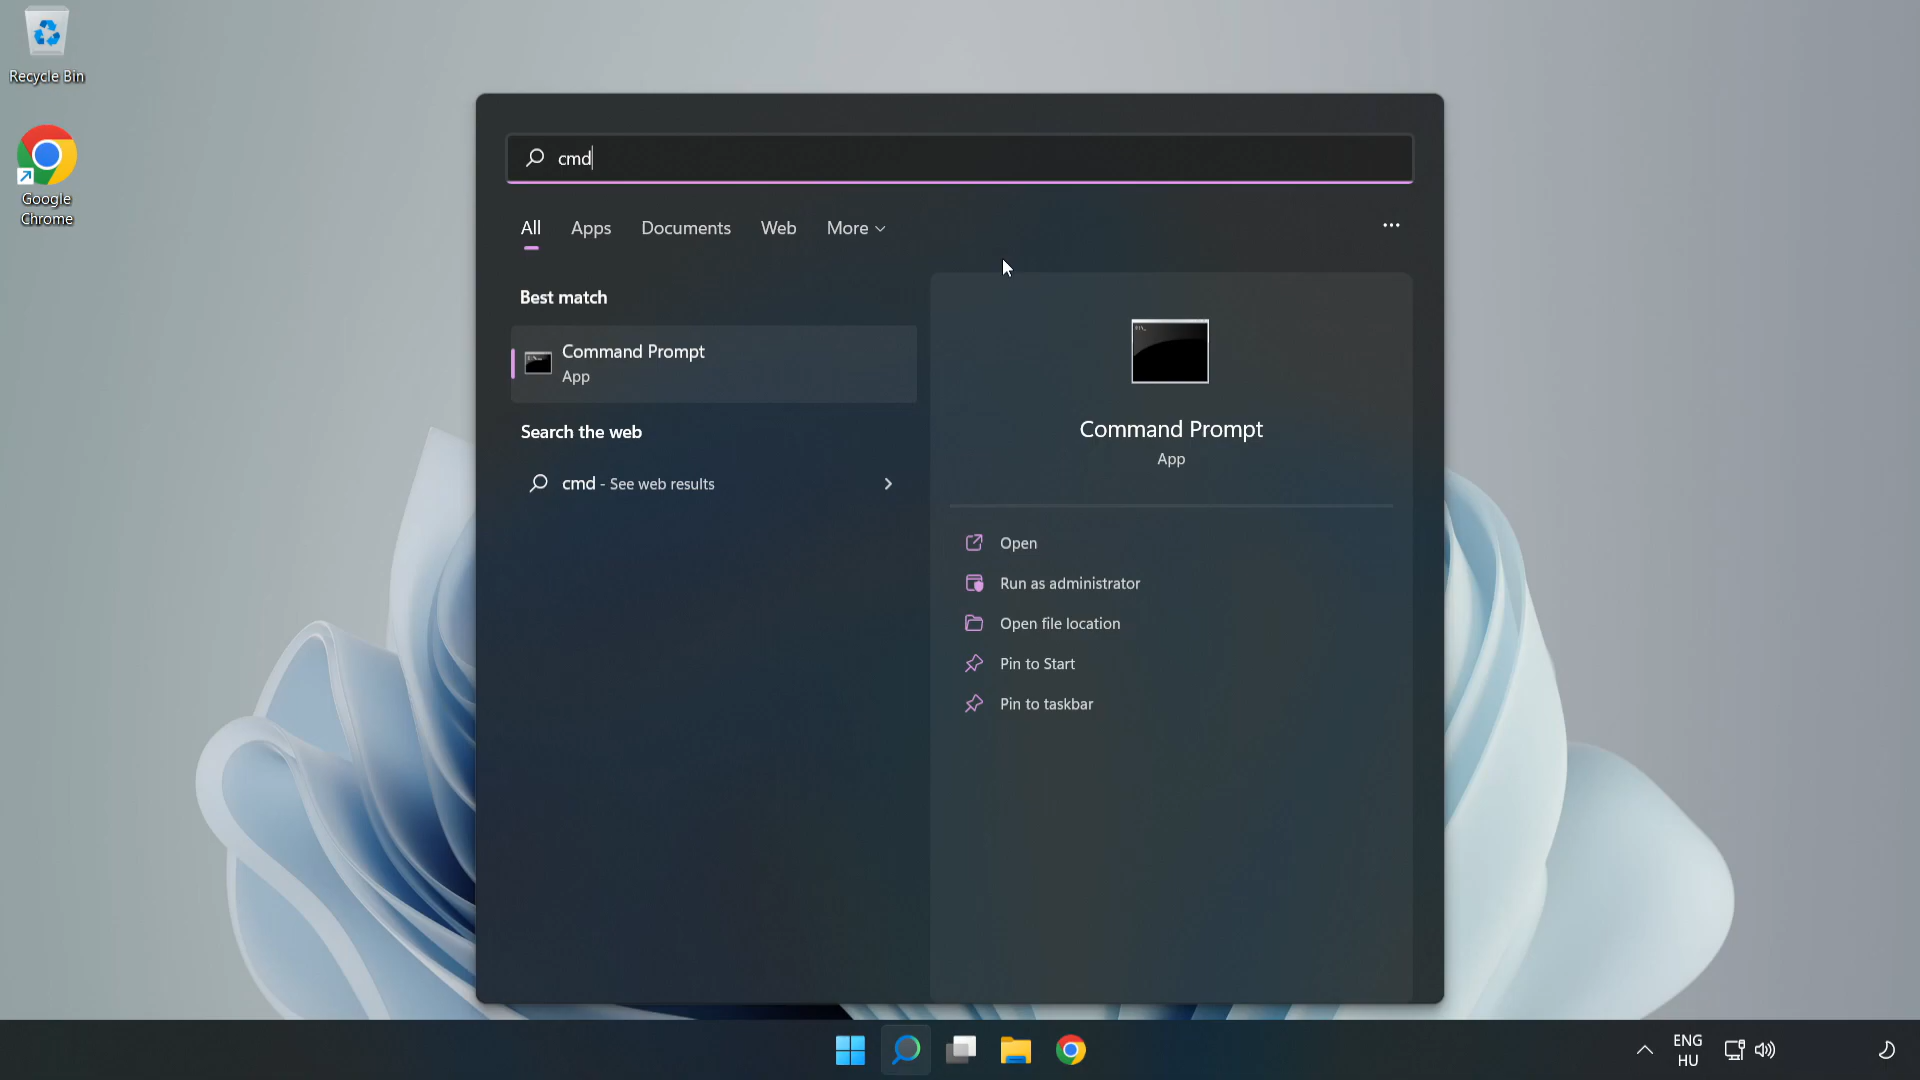 Recycle Bin
Google
Chrome
cmd
All Apps Documents Web More
Best match
Command Prompt
App
Search the web
cmd - See web results
Command Prompt
App
Open
Run as administrator
Open file location
Pin to Start
Pin to taskbar
ENG
HU